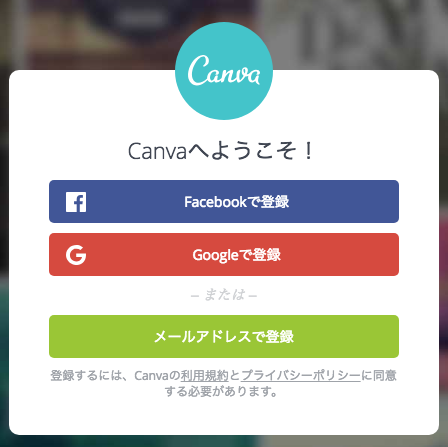 Canva
Canvaへようこそ！
Facebookで登録
Googleで登録
– または –
メールアドレスで登録
登録するには、Canvaの利用規約とプライバシーポリシーに同意
する必要があります。